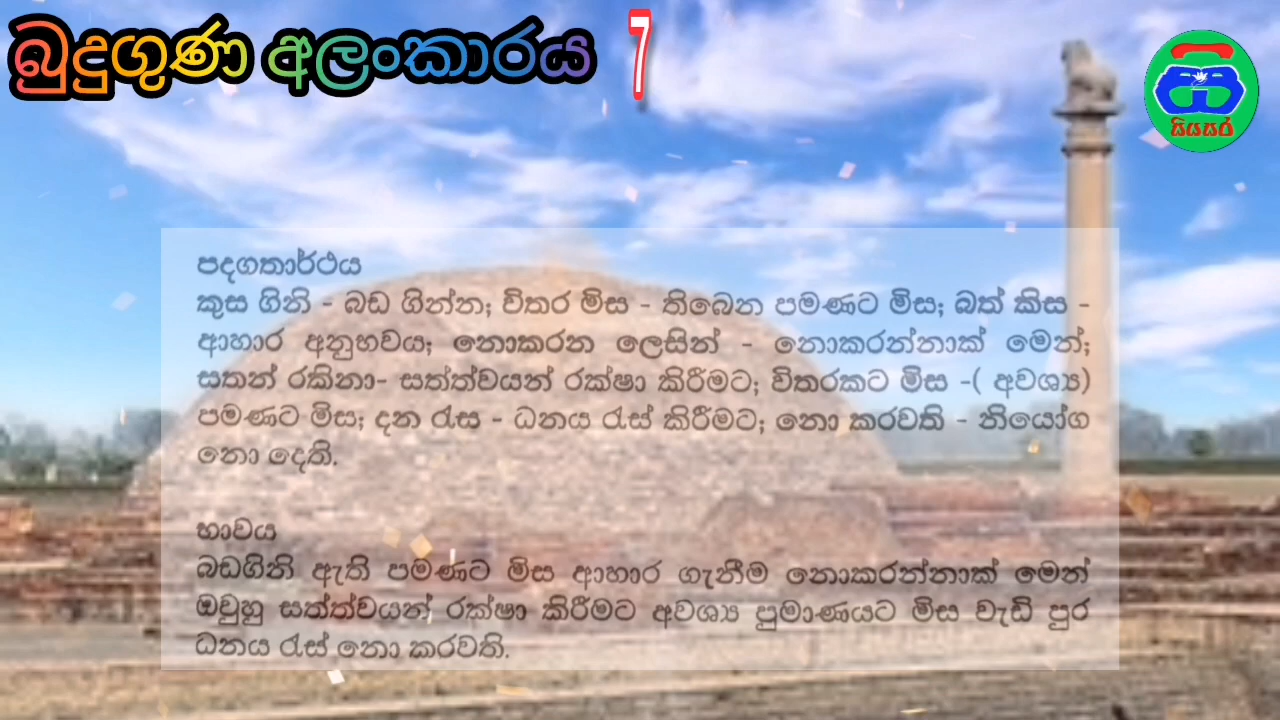 බුදුගුණ අලංකාරය 7
සියසර
පදගතාර්ථය
කුස ගිනි - බඩ ගින්න; විතර මිස - තිබෙන පමණට මිස; බත් කිස -
ආහාර අනුභවය; නොකරන ලෙසින් - නොකරන්නාක් මෙන්;
සතන් රකිනා- සත්ත්වයන් රක්ෂා කිරීමට; විතරකට මිස -( අවශ්‍ය)
පමණට මිස; දන රැස - ධනය රැස් කිරීමට; නො කරවති - නියෝග
නො දෙති.
භාවය
බඩගිනි ඇති පමණට මිස ආහාර ගැනීම නොකරන්නාක් මෙන්
ඔවුහු සත්ත්වයන් රක්ෂා කිරීමට අවශ්‍ය ප්‍රමාණයට මිස වැඩි පුර
ධනය රැස් නො කරවති.